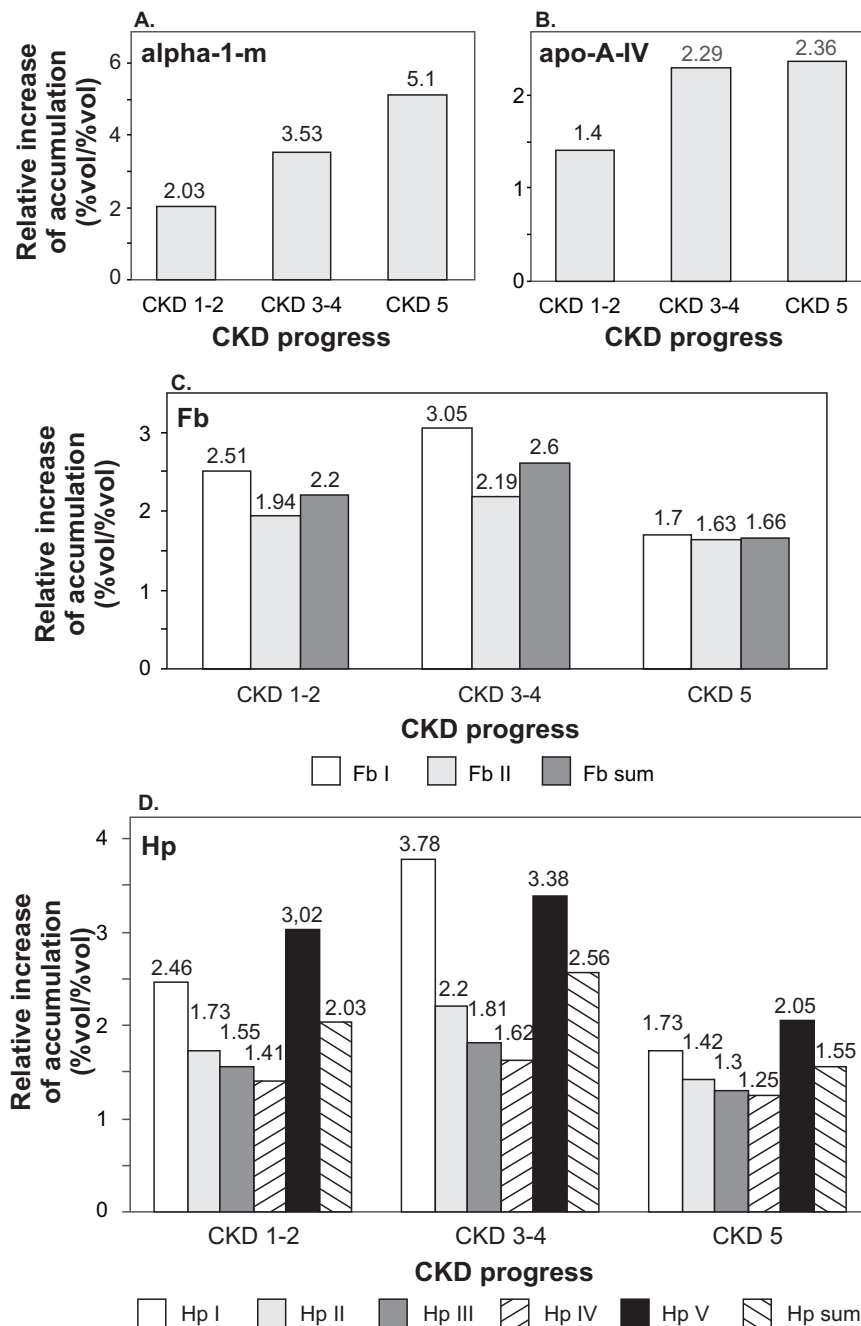 A.
alpha-1-m
Relative increase
of accumulation
(%vol/%vol)
6
4
2
0
2.03
3.53
5.1
CKD 1-2
CKD 3-4
CKD 5
CKD progress
B.
apo-A-IV
2
1
0
1.4
2.29
2.36
CKD 1-2
CKD 3-4
CKD 5
CKD progress
C.
Fb
Relative increase
of accumulation
(%vol/%vol)
3
2
1
0
2.51
1.94
2.2
3.05
2.19
2.6
1.7
1.63
1.66
CKD 1-2
CKD 3-4
CKD 5
CKD progress
Fb I
Fb II
Fb sum
D.
Hp
Relative increase
of accumulation
(%vol/%vol)
4
3
2
1
0
2.46
1.73
1.55
1.41
3,02
2.03
3.78
2.2
1.81
1.62
3.38
2.56
1.73
1.42
1.3
1.25
2.05
1.55
CKD 1-2
CKD 3-4
CKD 5
CKD progress
Hp I
Hp II
Hp III
Hp IV
Hp V
Hp sum